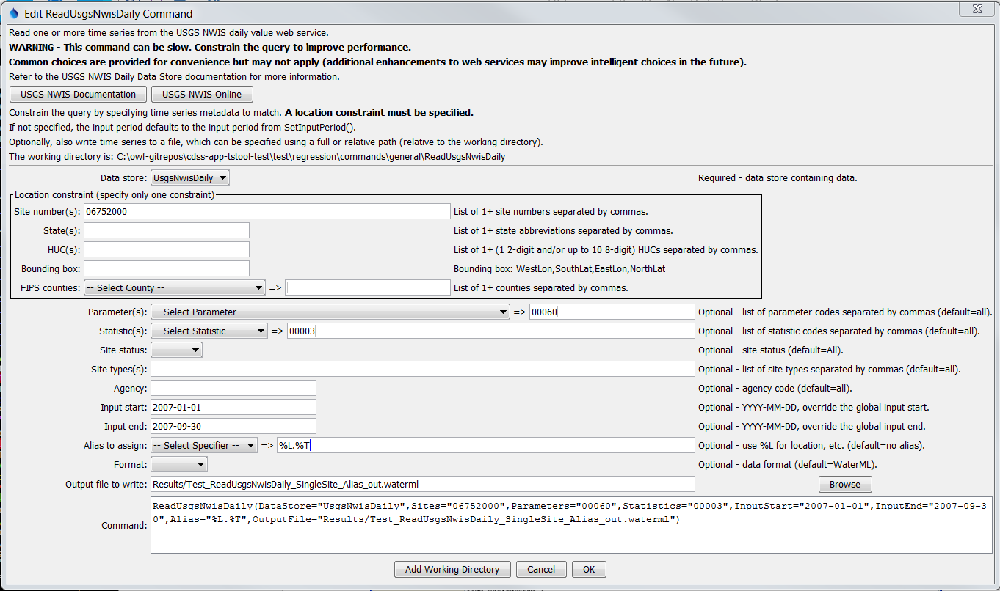 Edit ReadUsgsNwisDaily Command
Read one or more time series from the USGS NWIS daily value web service.
WARNING - This command can be slow. Constrain the query to improve performance.
Common choices are provided for convenience but may not apply (additional enhancements to web services may improve intelligent choices in the future).
Refer to the USGS NWIS Daily Data Store documentation for more information.
USGS NWIS Documentation USGS NWIS Online
Constrain the query by specifying time series metadata to match. A location constraint must be specified.
If not specified, the input period defaults to the input period from SetInputPeriod().
Optionally, also write time series to a file, which can be specified using a full or relative path (relative to the working directory).
The working directory is: C:\owf-gitrepos\cdss-app-tstool-test\test\regression\commands\general\ReadUsgsNwisDaily
Data store: UsgsNwisDaily Required - data store containing data.
Location constraint (specify only one constraint)
Site number(s): 06752000 List of 1+ site numbers separated by commas.
State(s): List of 1+ state abbreviations separated by commas.
HUC(s): List of 1+ (1 2-digit and/or up to 10 8-digit) HUCs separated by commas.
Bounding box: Bounding box: WestLon,SouthLat,EastLon,NorthLat
FIPS counties: -- Select County -- => List of 1+ counties separated by commas.
Parameter(s): -- Select Parameter -- => 00060 Optional - list of parameter codes separated by commas (default=all).
Statistic(s): -- Select Statistic -- => 00003 Optional - list of statistic codes separated by commas (default=all).
Site status: Optional - site status (default=All).
Site types(s): Optional - list of site types separated by commas (default=all).
Agency: Optional - agency code (default=all).
Input start: 2007-01-01 Optional - YYYY-MM-DD, override the global input start.
Input end: 2007-09-30 Optional - YYYY-MM-DD, override the global input end.
Alias to assign: -- Select Specifier -- => %L.%T Optional - use %L for location, etc. (default=no alias).
Format: Optional - data format (default=WaterML).
Output file to write: Results/Test_ReadUsgsNwisDaily_SingleSite_Alias_out.waterml Browse
Command: ReadUsgsNwisDaily(DataStore="UsgsNwisDaily",Sites="06752000",Parameters="00060",Statistics="00003",InputStart="2007-01-01",InputEnd="2007-09-3
0",Alias="%L.%T",OutputFile="Results/Test_ReadUsgsNwisDaily_SingleSite_Alias_out.waterml")
Add Working Directory Cancel OK